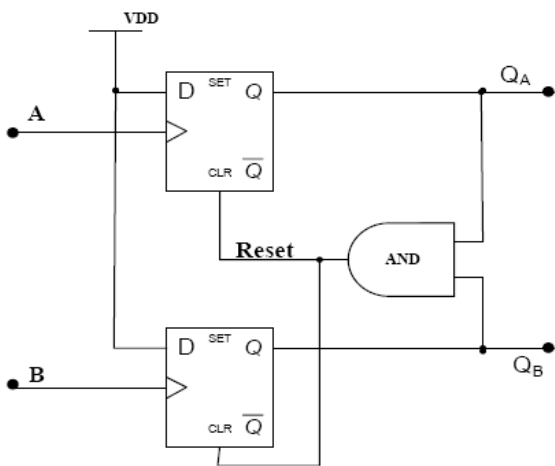 VDD
A
D SET Q
CLR Q̅
Q_A
Reset
AND
B
D SET Q
CLR Q̅
Q_B